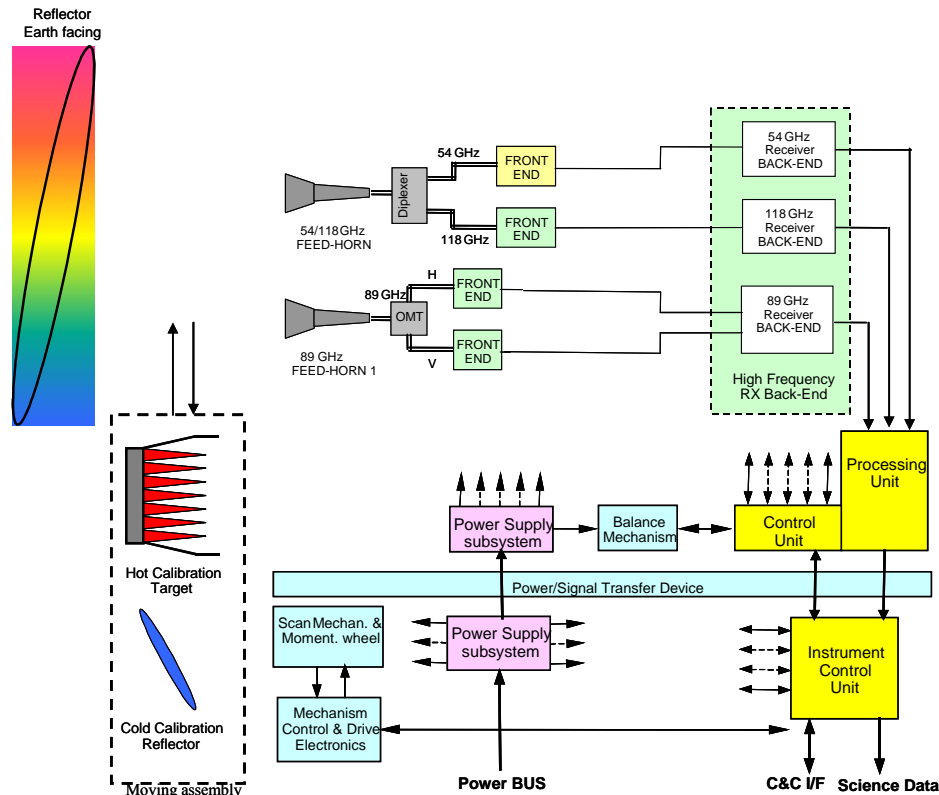 Reflector
Earth facing
54 GHz
FRONT
END
54 GHz
Receiver
BACK-END
Diplexer
54/118GHz
FEED-HORN
118 GHz
FRONT
END
118 GHz
Receiver
BACK-END
H
89 GHz
FRONT
END
OMT
89 GHz
Receiver
BACK-END
89 GHz
FEED-HORN 1
V
FRONT
END
High Frequency
RX Back-End
Processing
Unit
Power Supply
subsystem
Balance
Mechanism
Control
Unit
Hot Calibration
Target
Power/Signal Transfer Device
Scan Mechan. &
Moment. wheel
Power Supply
subsystem
Instrument
Control
Unit
Cold Calibration
Reflector
Mechanism
Control & Drive
Electronics
Moving assembly
Power BUS
C&C I/F
Science Data